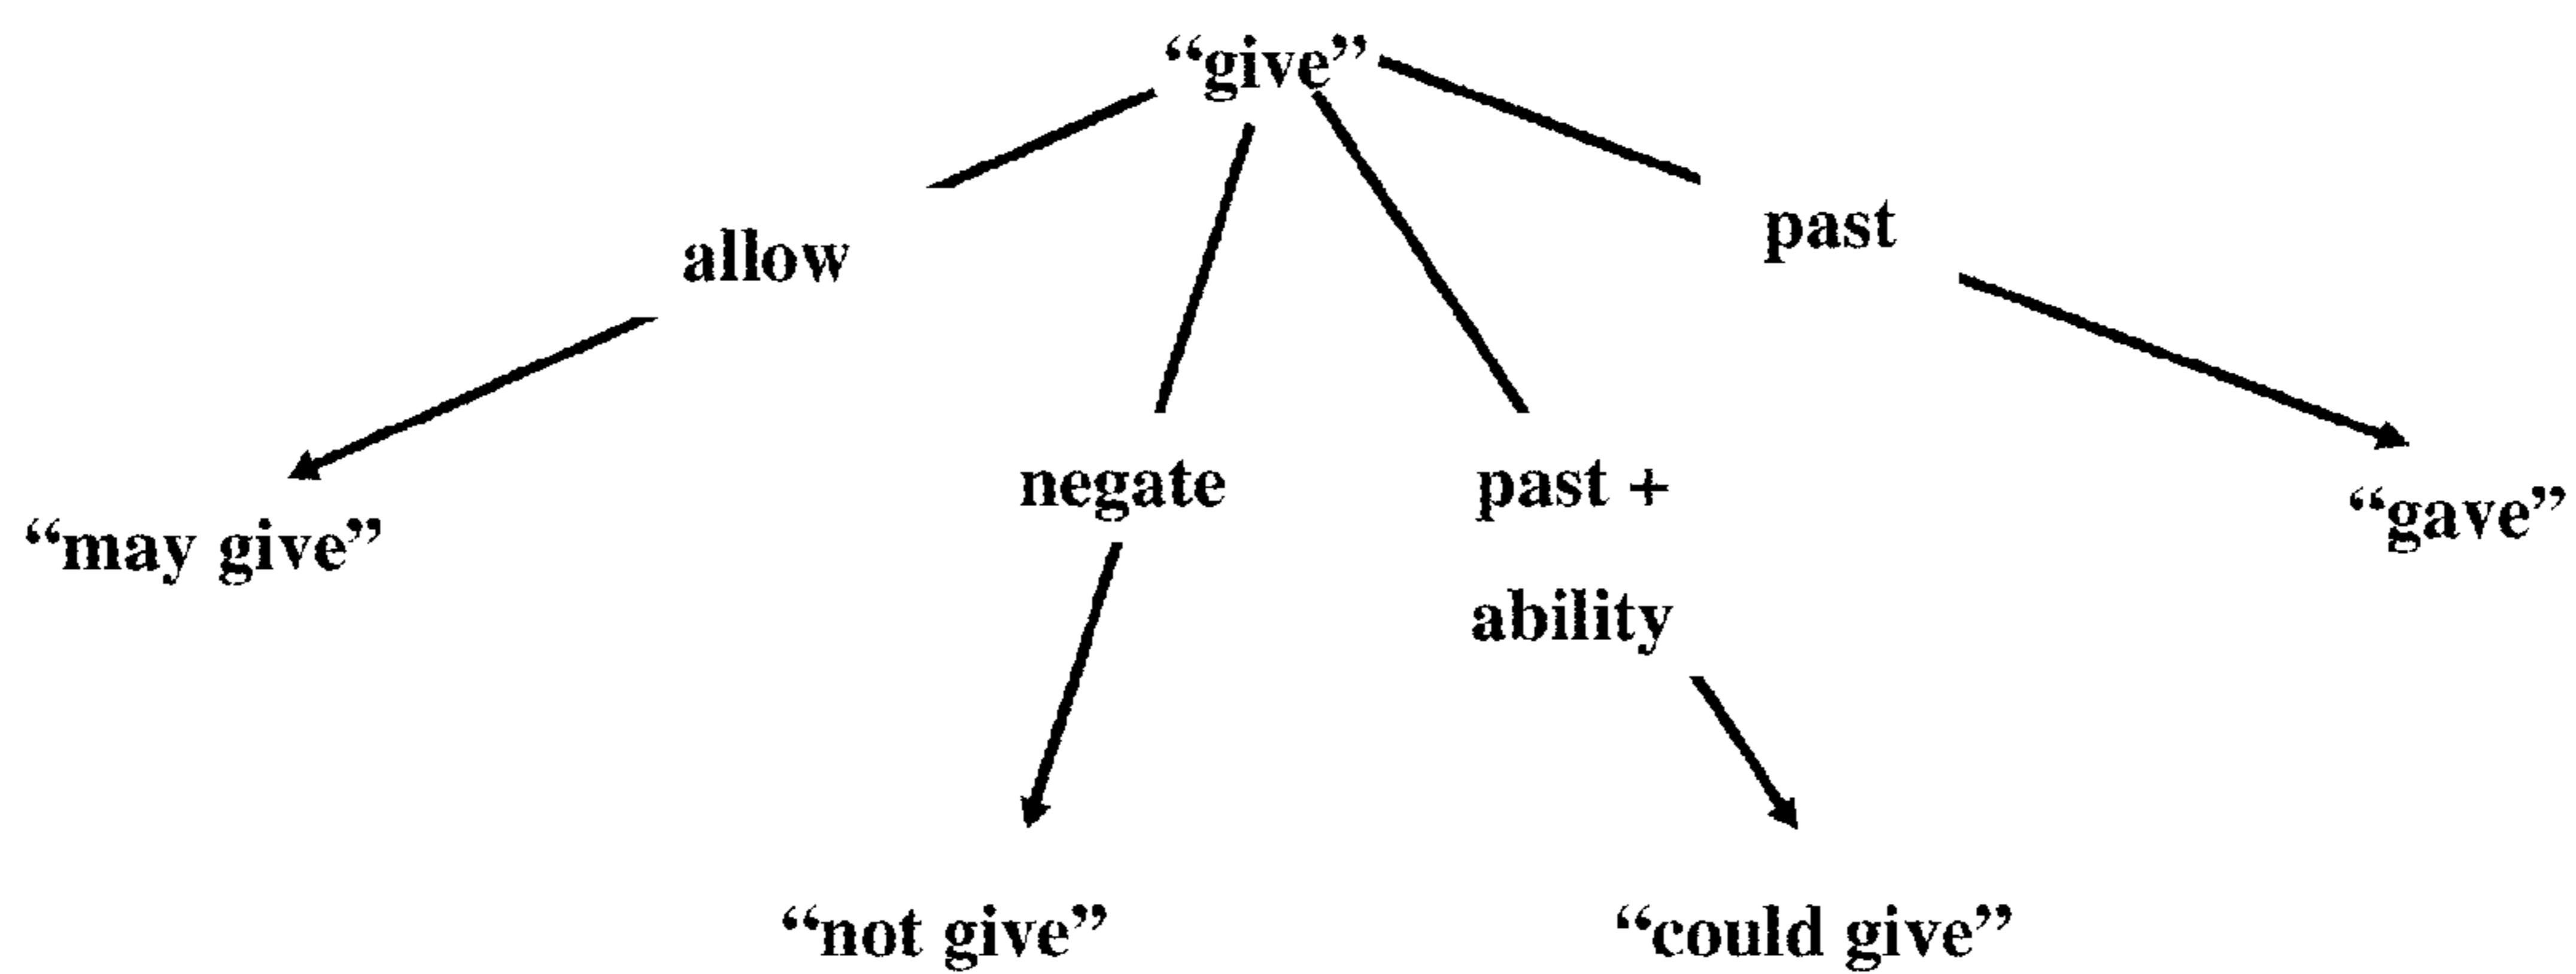 “give”
allow
past
negate
past +
ability
“may give”
“gave”
“not give”
“could give”